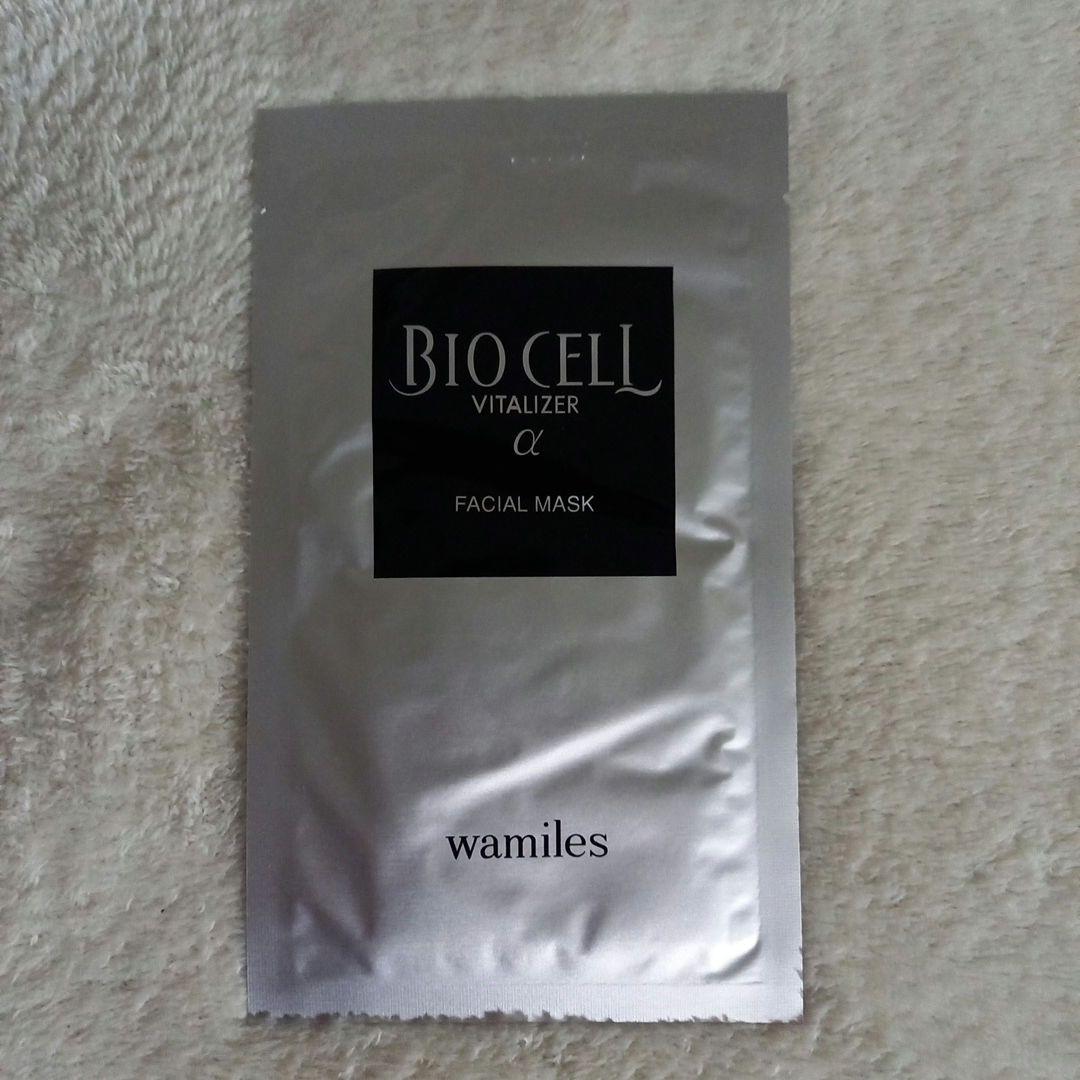 BIO CELL
VITALIZER
α
FACIAL MASK
wamiles